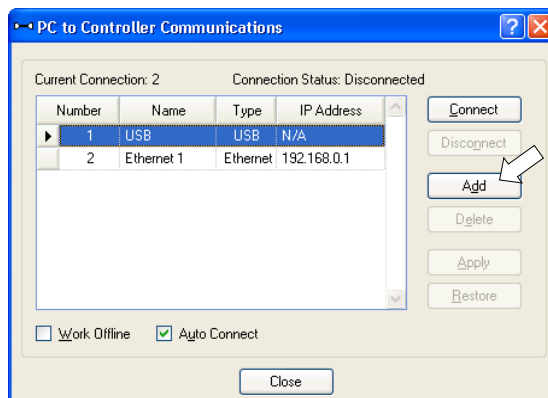 PC to Controller Communications
Current Connection: 2 Connection Status: Disconnected
Number Name Type IP Address
1 USB USB N/A
2 Ethernet 1 Ethernet 192.168.0.1
Connect
Disconnect
Add
Delete
Apply
Restore
Work Offline Auto Connect
Close